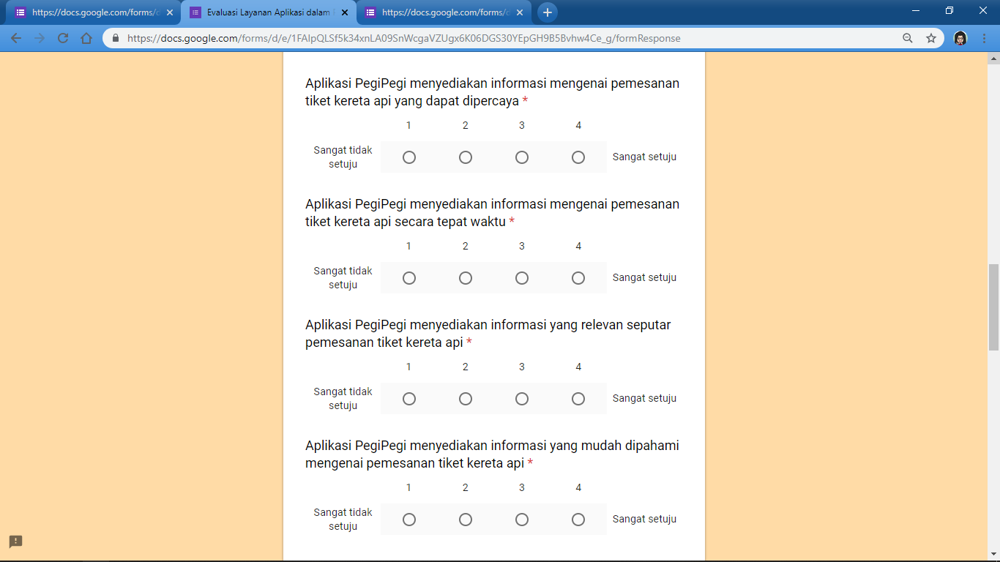 https://docs.google.com/forms/d
Evaluasi Layanan Aplikasi dalam
https://docs.google.com/forms/d
https://docs.google.com/forms/d/e/1FAIpQLSf5k34xnLA09SnWcgaVZUgx6K06DGS30YEpGH9B5Bvhw4Ce_g/formResponse
Aplikasi PegiPegi menyediakan informasi mengenai pemesanan
tiket kereta api yang dapat dipercaya *
1 2 3 4
Sangat tidak
setuju
Sangat setuju
Aplikasi PegiPegi menyediakan informasi mengenai pemesanan
tiket kereta api secara tepat waktu *
1 2 3 4
Sangat tidak
setuju
Sangat setuju
Aplikasi PegiPegi menyediakan informasi yang relevan seputar
pemesanan tiket kereta api *
1 2 3 4
Sangat tidak
setuju
Sangat setuju
Aplikasi PegiPegi menyediakan informasi yang mudah dipahami
mengenai pemesanan tiket kereta api *
1 2 3 4
Sangat tidak
setuju
Sangat setuju